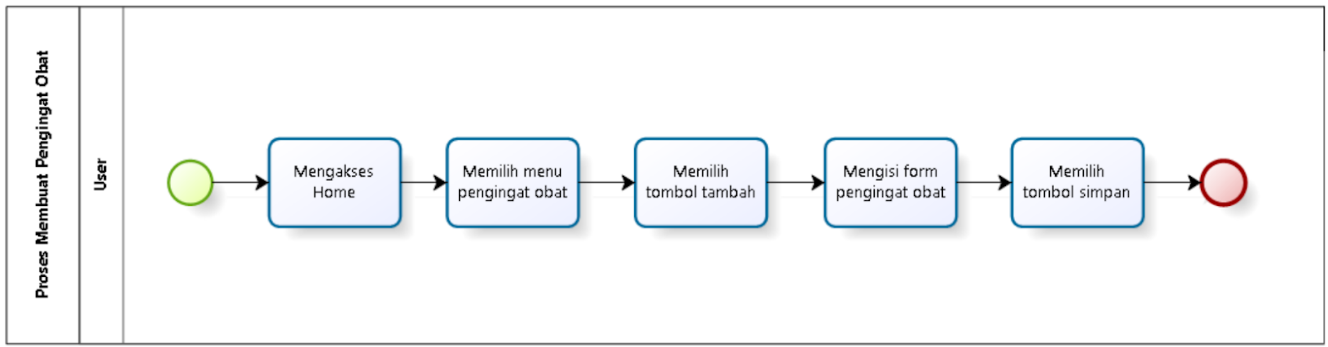 Proses Membuat Pengingat Obat
User
Mengakses
Home
Memilih menu
pengingat obat
Memilih
tombol tambah
Mengisi form
pengingat obat
Memilih
tombol simpan